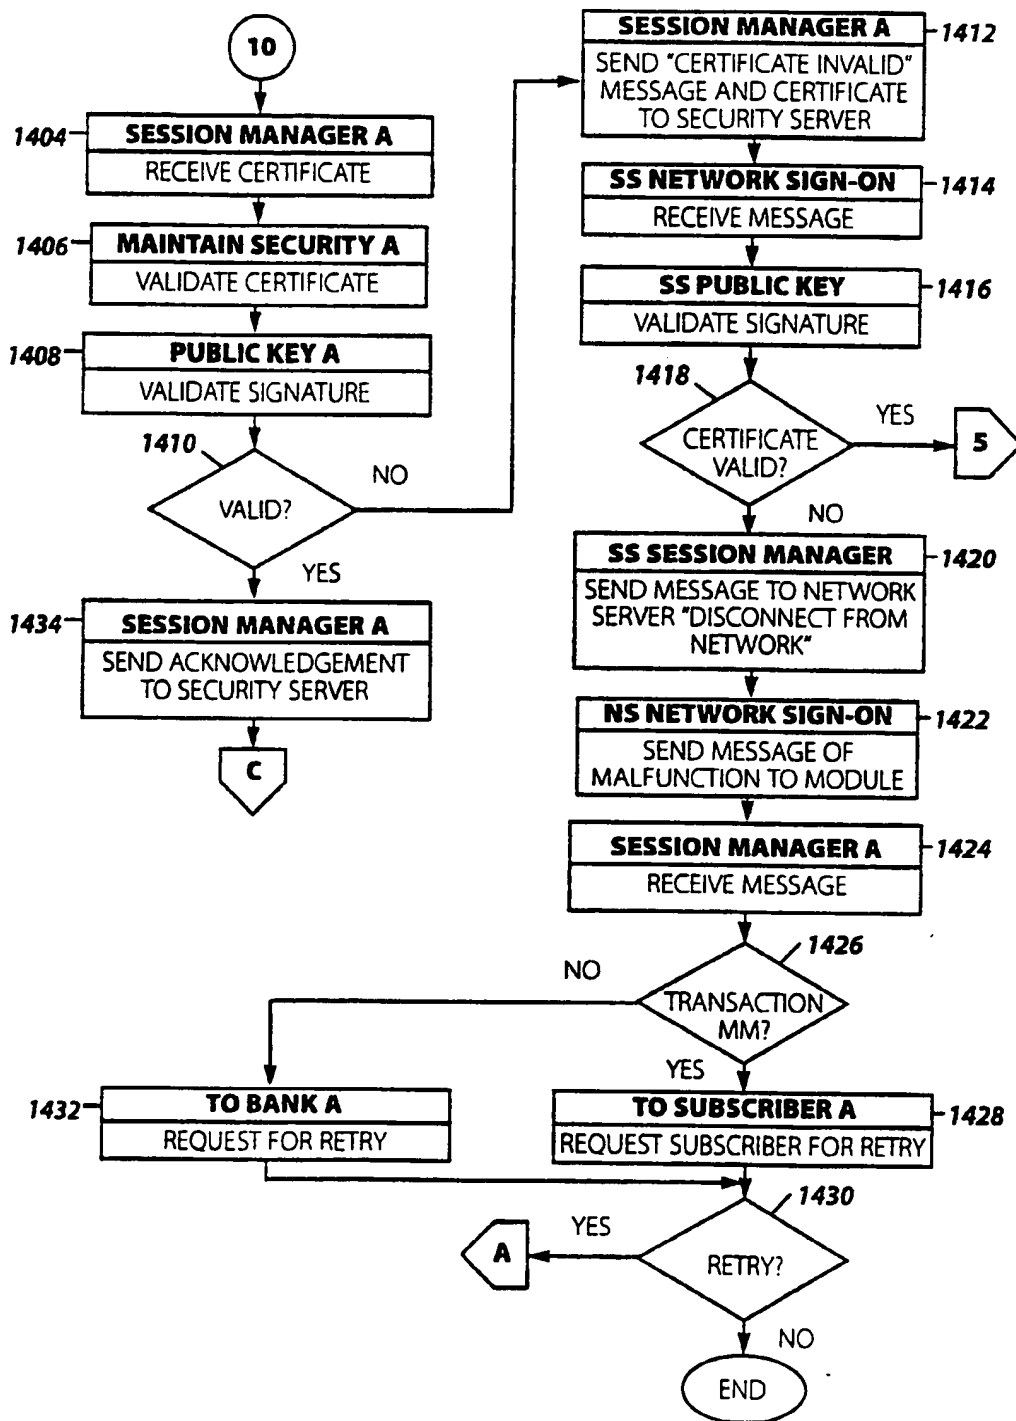 10
1404
SESSION MANAGER A
RECEIVE CERTIFICATE
1406
MAINTAIN SECURITY A
VALIDATE CERTIFICATE
1408
PUBLIC KEY A
VALIDATE SIGNATURE
1410
VALID?
NO
YES
1434
SESSION MANAGER A
SEND ACKNOWLEDGEMENT
TO SECURITY SERVER
C
SESSION MANAGER A
1412
SEND "CERTIFICATE INVALID"
MESSAGE AND CERTIFICATE
TO SECURITY SERVER
SS NETWORK SIGN-ON
1414
RECEIVE MESSAGE
SS PUBLIC KEY
1416
VALIDATE SIGNATURE
1418
CERTIFICATE
VALID?
YES
5
NO
SS SESSION MANAGER
1420
SEND MESSAGE TO NETWORK
SERVER "DISCONNECT FROM
NETWORK"
NS NETWORK SIGN-ON
1422
SEND MESSAGE OF
MALFUNCTION TO MODULE
SESSION MANAGER A
1424
RECEIVE MESSAGE
1426
TRANSACTION
MM?
NO
YES
1432
TO BANK A
REQUEST FOR RETRY
TO SUBSCRIBER A
1428
REQUEST SUBSCRIBER FOR RETRY
1430
RETRY?
YES
A
NO
END